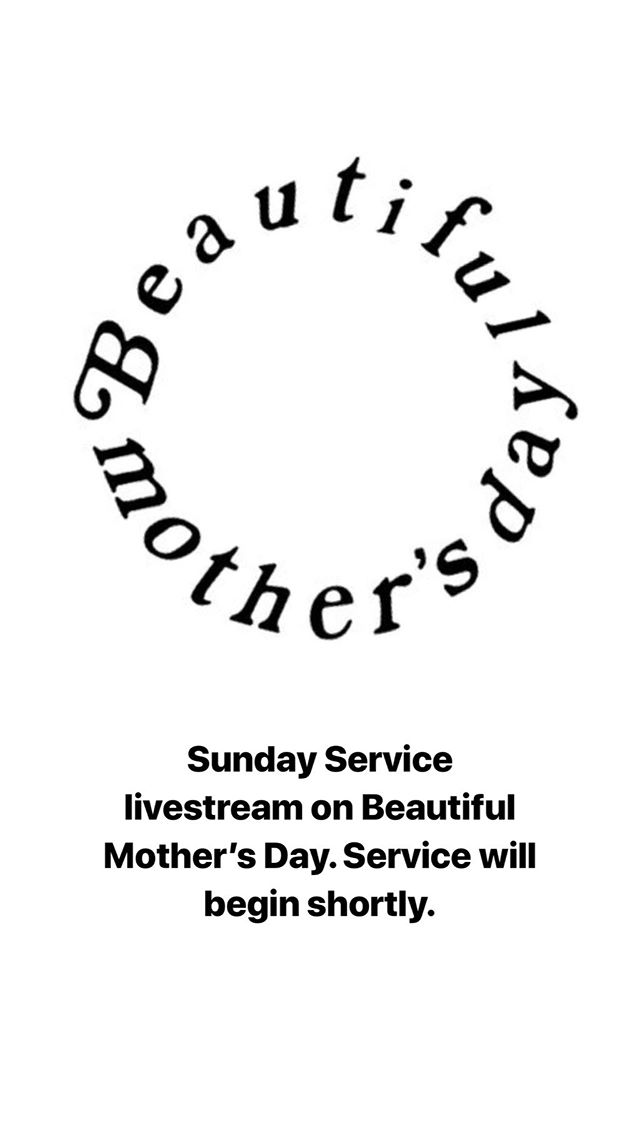 Beautiful mother’s day
Sunday Service
livestream on Beautiful
Mother’s Day. Service will
begin shortly.